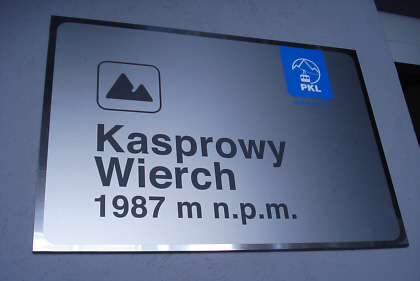 PKL
Kasprowy
Wierch
1987 m n.p.m.